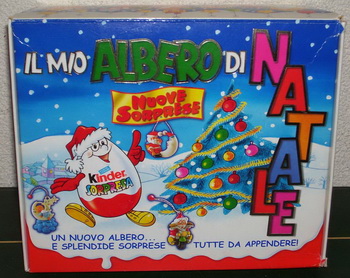 IL MIO ALBERO DI
NATALE
NUOVE
SORPRESE
Kinder
SORPRESA
UN NUOVO ALBERO...
E SPLENDIDE SORPRESE TUTTE DA APPENDERE!